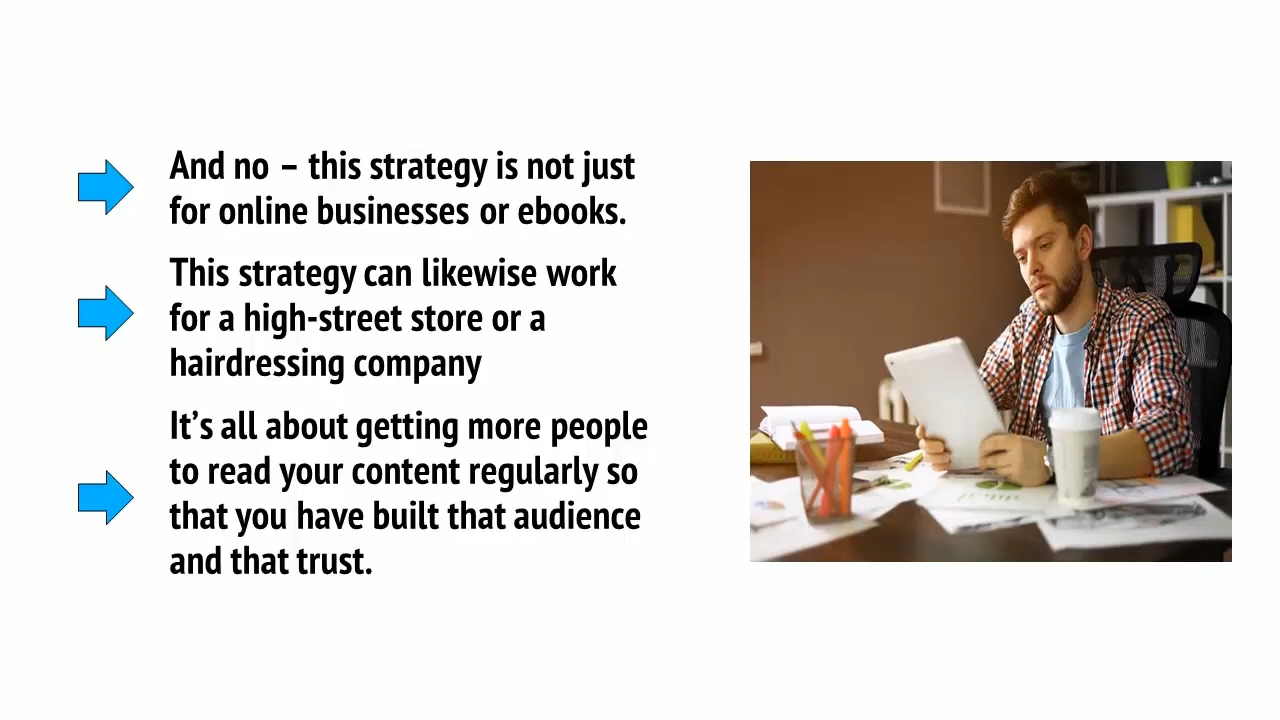 And no – this strategy is not just
for online businesses or ebooks.
This strategy can likewise work
for a high-street store or a
hairdressing company
It’s all about getting more people
to read your content regularly so
that you have built that audience
and that trust.